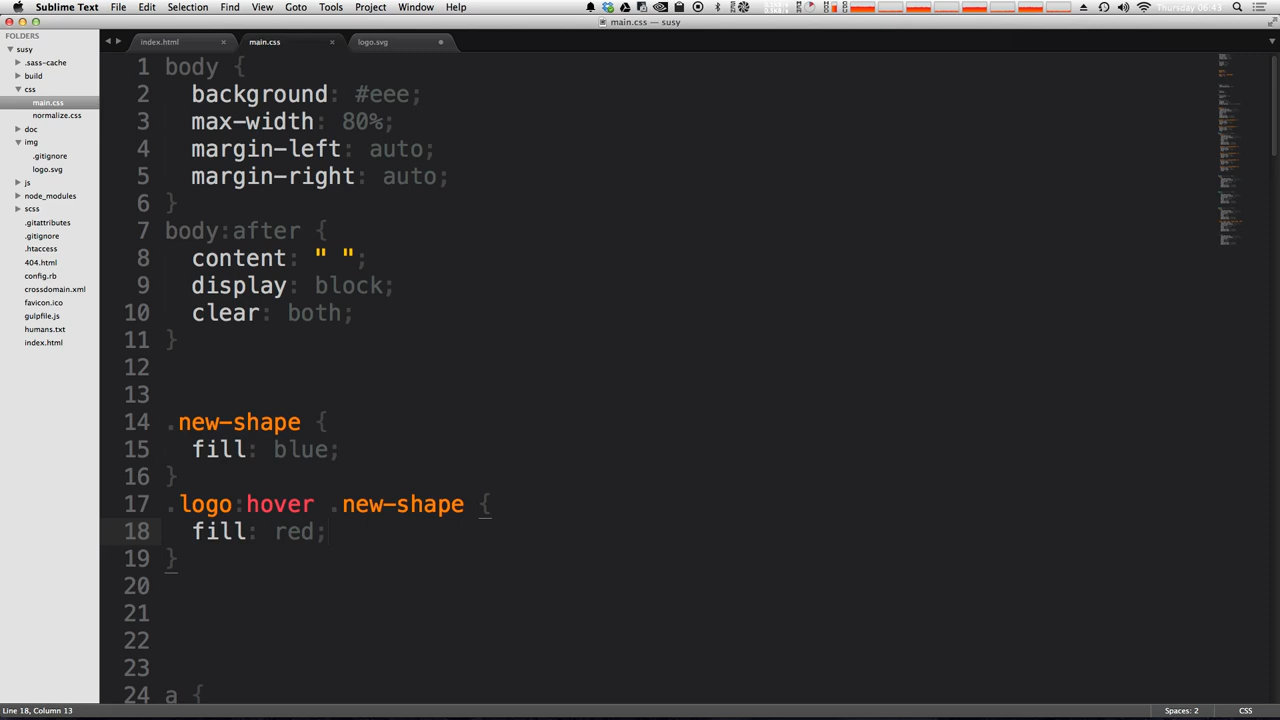 Sublime Text File Edit Selection Find View Goto Tools Project Window Help Thursday 06:43
main.css — susy
FOLDERS
susy
.sass-cache
build
css
main.css
normalize.css
doc
img
.gitignore
logo.svg
js
node_modules
scss
.gitattributes
.gitignore
.htaccess
404.html
config.rb
crossdomain.xml
favicon.ico
gulpfile.js
humans.txt
index.html
index.html × main.css × logo.svg
1 body {
2 background: #eee;
3 max-width: 80%;
4 margin-left: auto;
5 margin-right: auto;
6 }
7 body:after {
8 content: " ";
9 display: block;
10 clear: both;
11 }
12
13
14 .new-shape {
15 fill: blue;
16 }
17 .logo:hover .new-shape {
18 fill: red;
19 }
20
21
22
23
24 a {
Line 18, Column 13 Spaces: 2 CSS